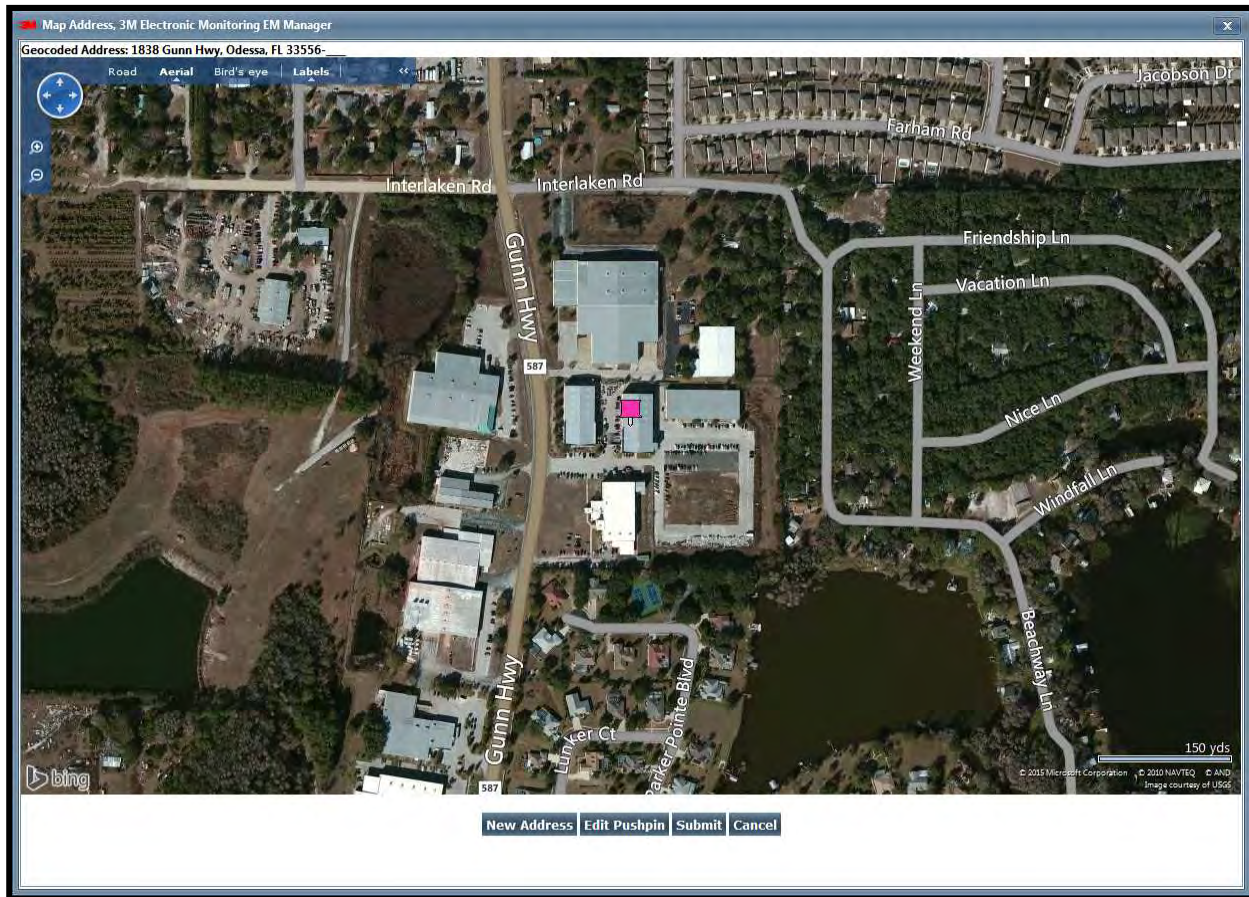 3M Map Address, 3M Electronic Monitoring EM Manager
X
Geocoded Address: 1838 Gunn Hwy, Odessa, FL 33556-___
Road Aerial Bird's eye Labels «
Jacobson Dr
Farham Rd
Interlaken Rd Interlaken Rd
Gunn Hwy
Friendship Ln
Vacation Ln
Weekend Ln
587
Nice Ln
Windfall Ln
Beachway Ln
Gunn Hwy
Lunker Ct
Parker Pointe Blvd
587
150 yds
bing
© 2015 Microsoft Corporation © 2010 NAVTEQ © AND
Image courtesy of USGS
New Address Edit Pushpin Submit Cancel